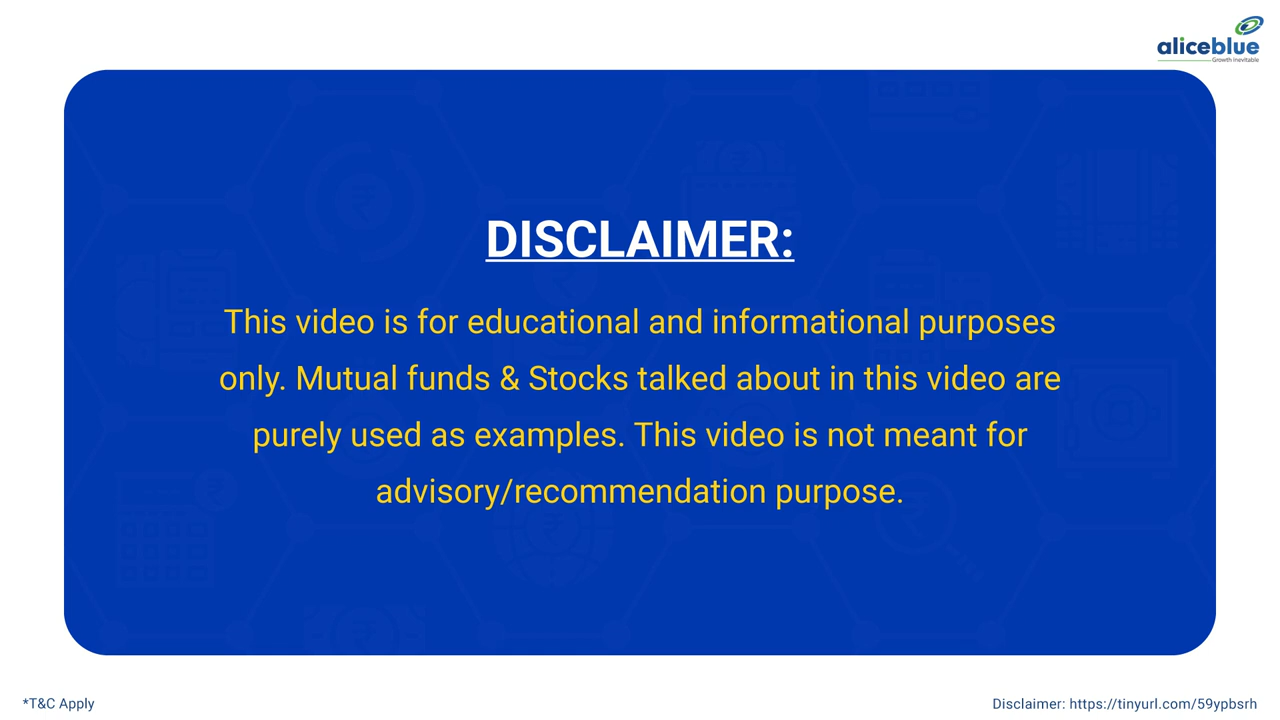 aliceblue
Growth inevitable
DISCLAIMER:
This video is for educational and informational purposes
only. Mutual funds & Stocks talked about in this video are
purely used as examples. This video is not meant for
advisory/recommendation purpose.
*T&C Apply
Disclaimer: https://tinyurl.com/59ypbsrh